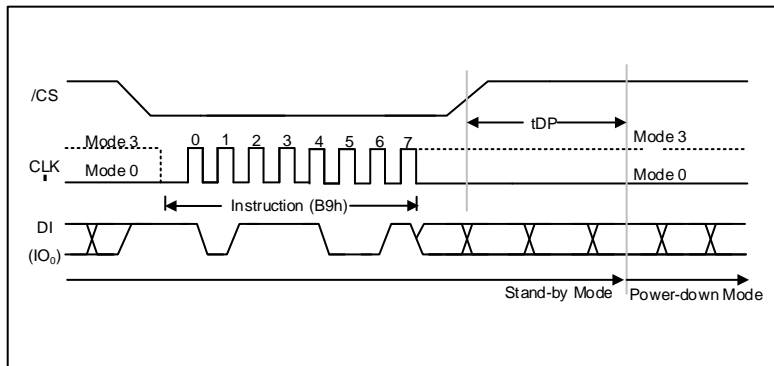 /CS
tDP
Mode 3
0 1 2 3 4 5 6 7
Mode 3
CLK
Mode 0
Mode 0
Instruction (B9h)
DI
(IO₀)
Stand-by Mode
Power-down Mode